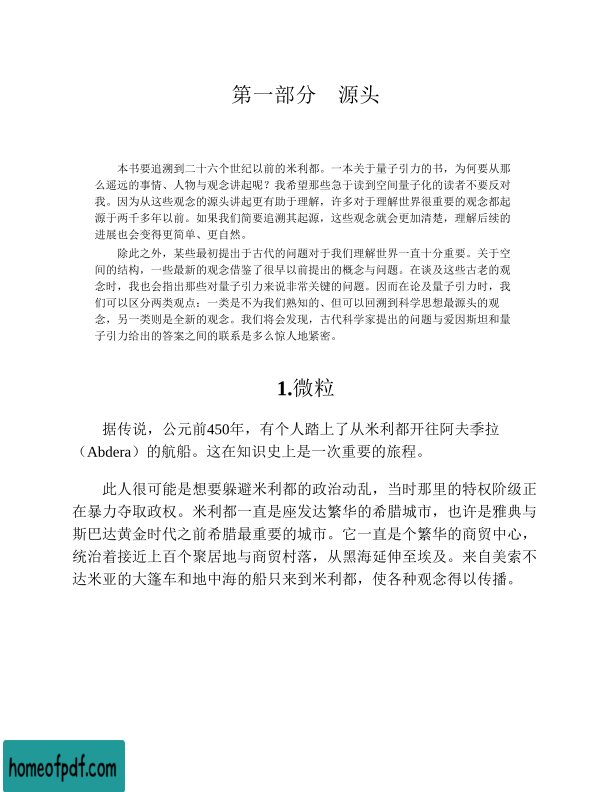 第一部分　源头
本书要追溯到二十六个世纪以前的米利都。一本关于量子引力的书，为何要从那
么遥远的事情、人物与观念讲起呢？我希望那些急于读到空间量子化的读者不要反对
我。因为从这些观念的源头讲起更有助于理解，许多对于理解世界很重要的观念都起
源于两千多年以前。如果我们简要追溯其起源，这些观念就会更加清楚，理解后续的
进展也会变得更简单、更自然。
除此之外，某些最初提出于古代的问题对于我们理解世界一直十分重要。关于空
间的结构，一些最新的观念借鉴了很早以前提出的概念与问题。在谈及这些古老的观
念时，我也会指出那些对量子引力来说非常关键的问题。因而在论及量子引力时，我
们可以区分两类观点：一类是不为我们熟知的、但可以回溯到科学思想最源头的观
念，另一类则是全新的观念。我们将会发现，古代科学家提出的问题与爱因斯坦和量
子引力给出的答案之间的联系是多么惊人地紧密。
1.微粒
据传说，公元前450年，有个人踏上了从米利都开往阿夫季拉
（Abdera）的航船。这在知识史上是一次重要的旅程。
此人很可能是想要躲避米利都的政治动乱，当时那里的特权阶级正
在暴力夺取政权。米利都一直是座发达繁华的希腊城市，也许是雅典与
斯巴达黄金时代之前希腊最重要的城市。它一直是个繁华的商贸中心，
统治着接近上百个聚居地与商贸村落，从黑海延伸至埃及。来自美索不
达米亚的大篷车和地中海的船只来到米利都，使各种观念得以传播。
homeofpdf.com